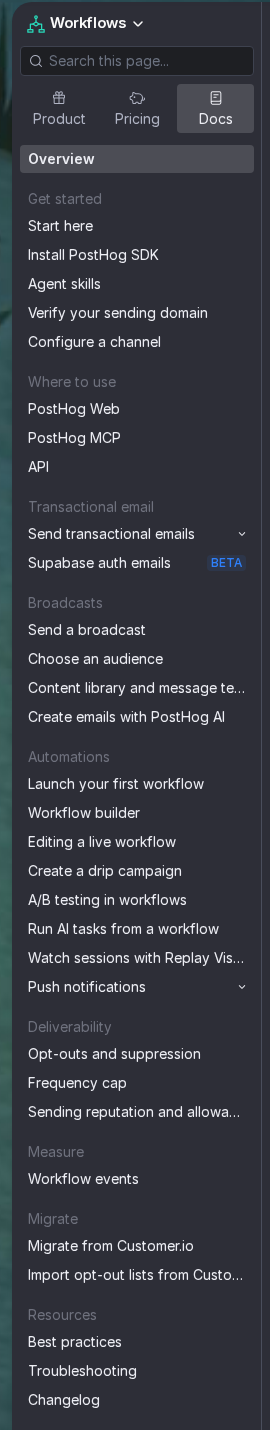 Workflows
Search this page...
Product Pricing Docs
Overview
Get started
Start here
Install PostHog SDK
Agent skills
Verify your sending domain
Configure a channel
Where to use
PostHog Web
PostHog MCP
API
Transactional email
Send transactional emails
Supabase auth emails BETA
Broadcasts
Send a broadcast
Choose an audience
Content library and message te...
Create emails with PostHog AI
Automations
Launch your first workflow
Workflow builder
Editing a live workflow
Create a drip campaign
A/B testing in workflows
Run AI tasks from a workflow
Watch sessions with Replay Vis...
Push notifications
Deliverability
Opt-outs and suppression
Frequency cap
Sending reputation and allowa...
Measure
Workflow events
Migrate
Migrate from Customer.io
Import opt-out lists from Custo...
Resources
Best practices
Troubleshooting
Changelog